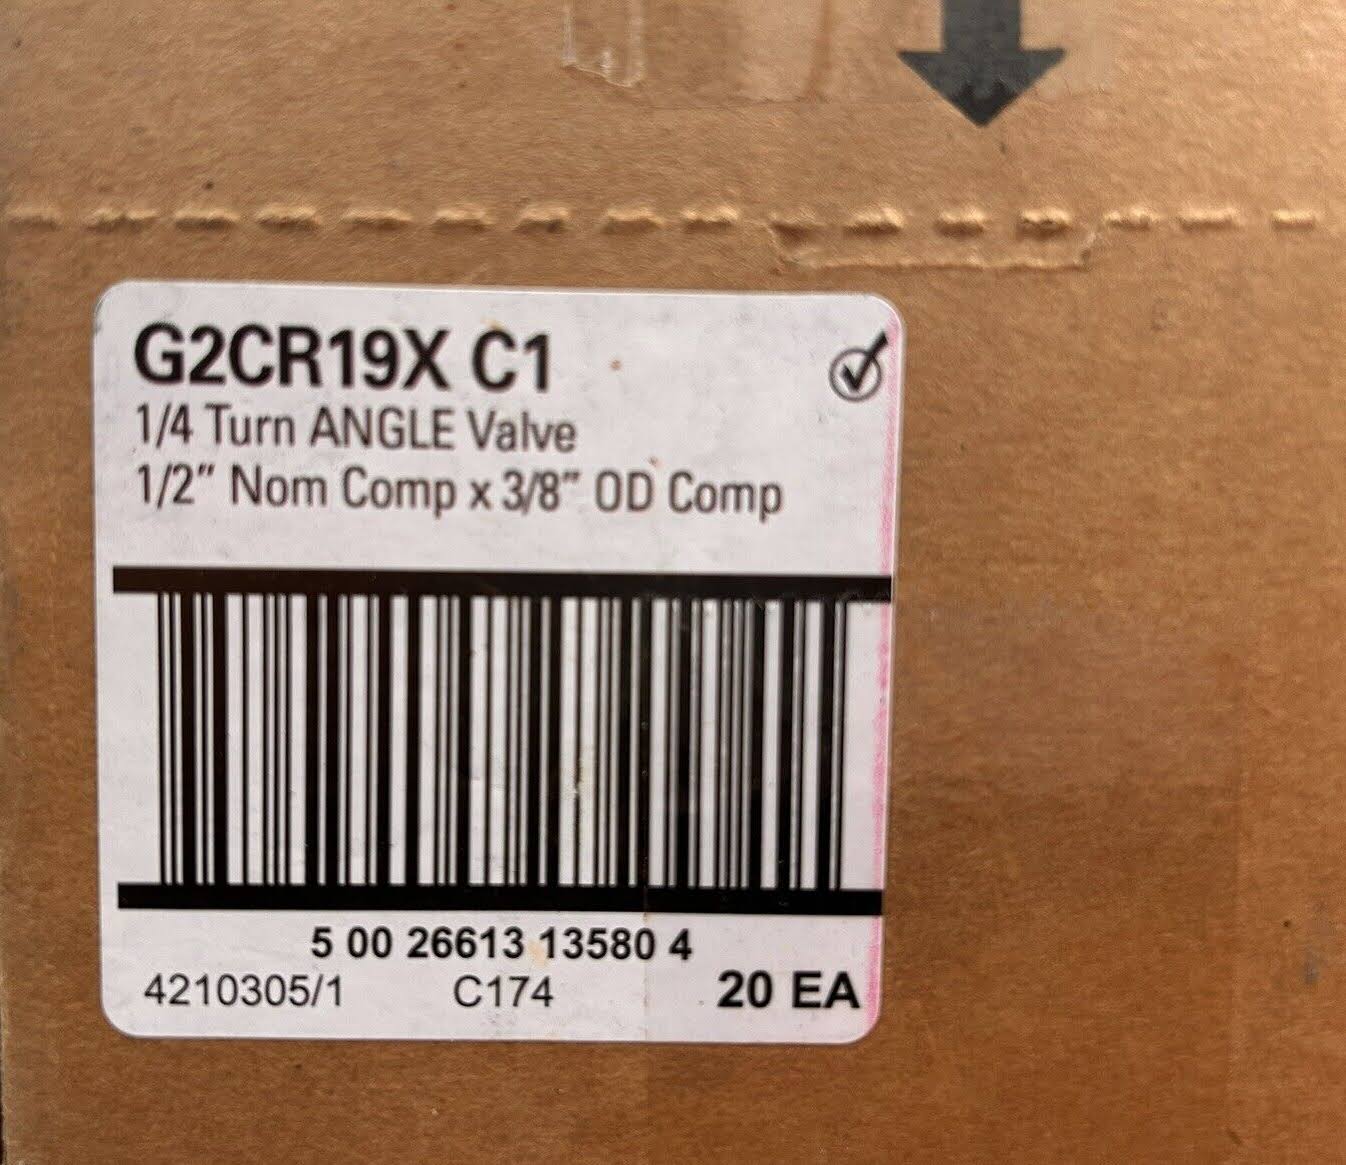 G2CR19X C1
1/4 Turn ANGLE Valve
1/2” Nom Comp x 3/8” OD Comp
5 00 26613 13580 4
4210305/1 C174 20 EA